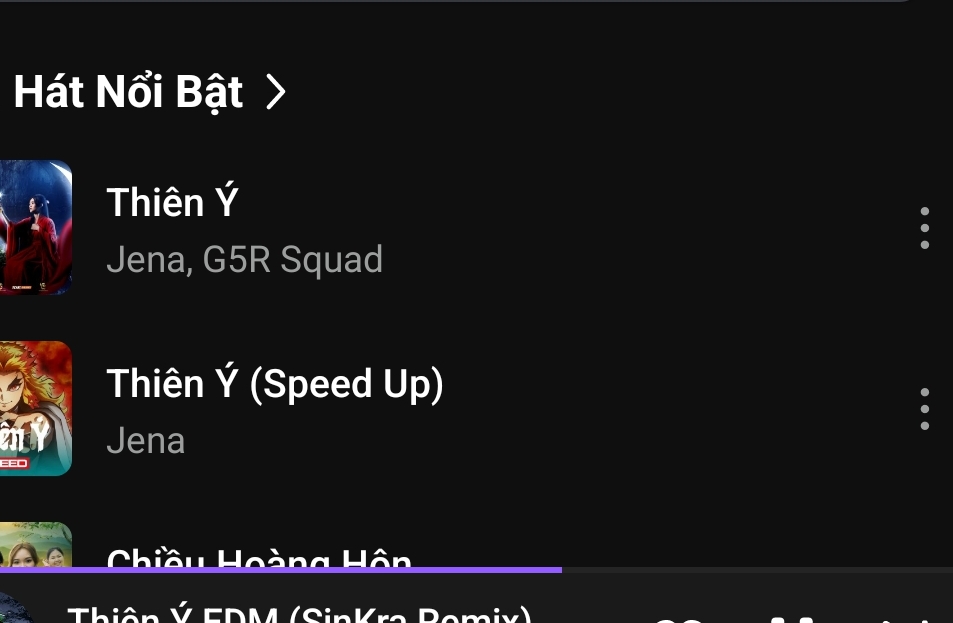 Hát Nổi Bật
Thiên Ý
Jena, G5R Squad
Thiên Ý (Speed Up)
Jena
Chiều Hoàng Hôn
Thiên Ý EDM (SinKra Remix)